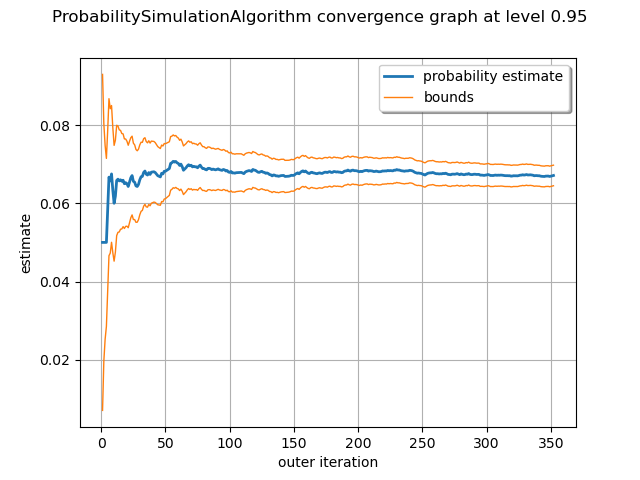 ProbabilitySimulationAlgorithm convergence graph at level 0.95
probability estimate
bounds
0.08
0.06
0.04
0.02
estimate
0
50
100
150
200
250
300
350
outer iteration